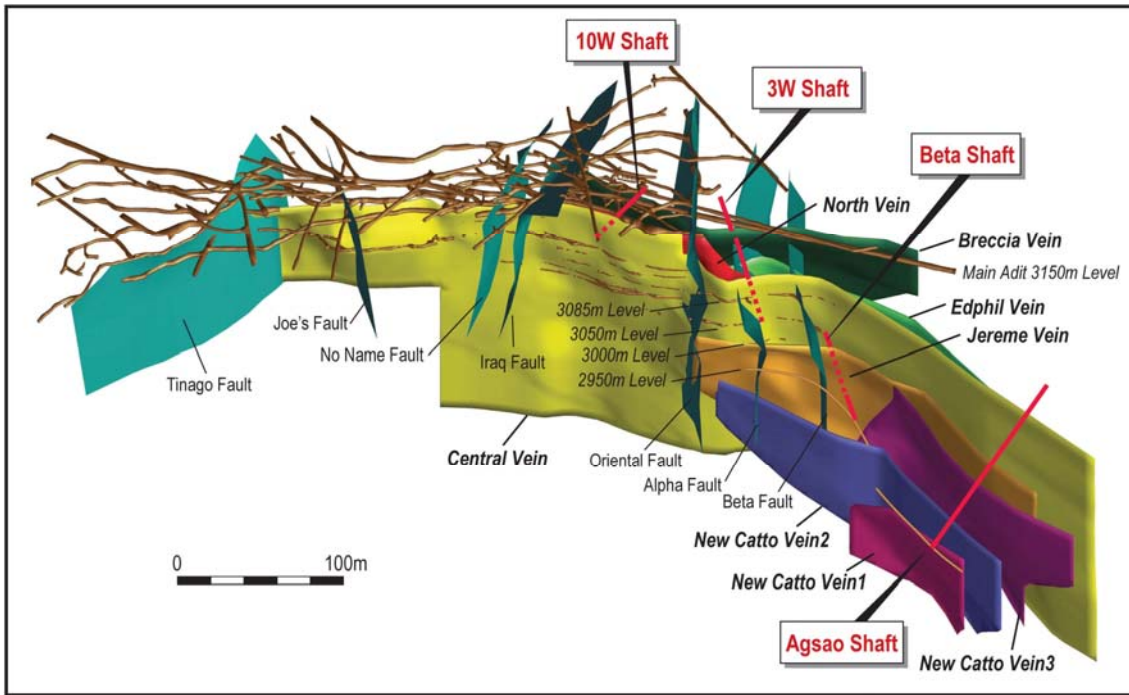 10W Shaft
3W Shaft
Beta Shaft
North Vein
Breccia Vein
Main Adit 3150m Level
Edphil Vein
Jereme Vein
3085m Level
Joe's Fault
3050m Level
No Name Fault
Iraq Fault
3000m Level
Tinago Fault
2950m Level
Central Vein
Oriental Fault
Alpha Fault
Beta Fault
New Catto Vein2
0 100m
New Catto Vein1
Agsao Shaft
New Catto Vein3